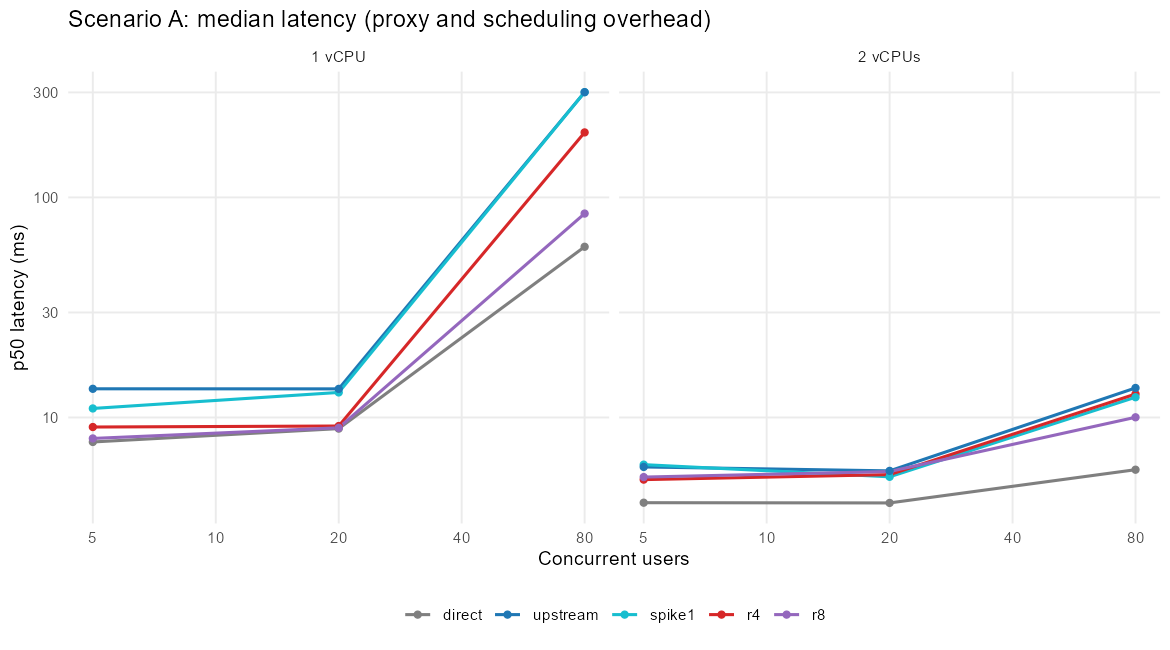 Scenario A: median latency (proxy and scheduling overhead)
1 vCPU
2 vCPUs
p50 latency (ms)
300
100
30
10
5 10 20 40 80
5 10 20 40 80
Concurrent users
direct upstream spike1 r4 r8